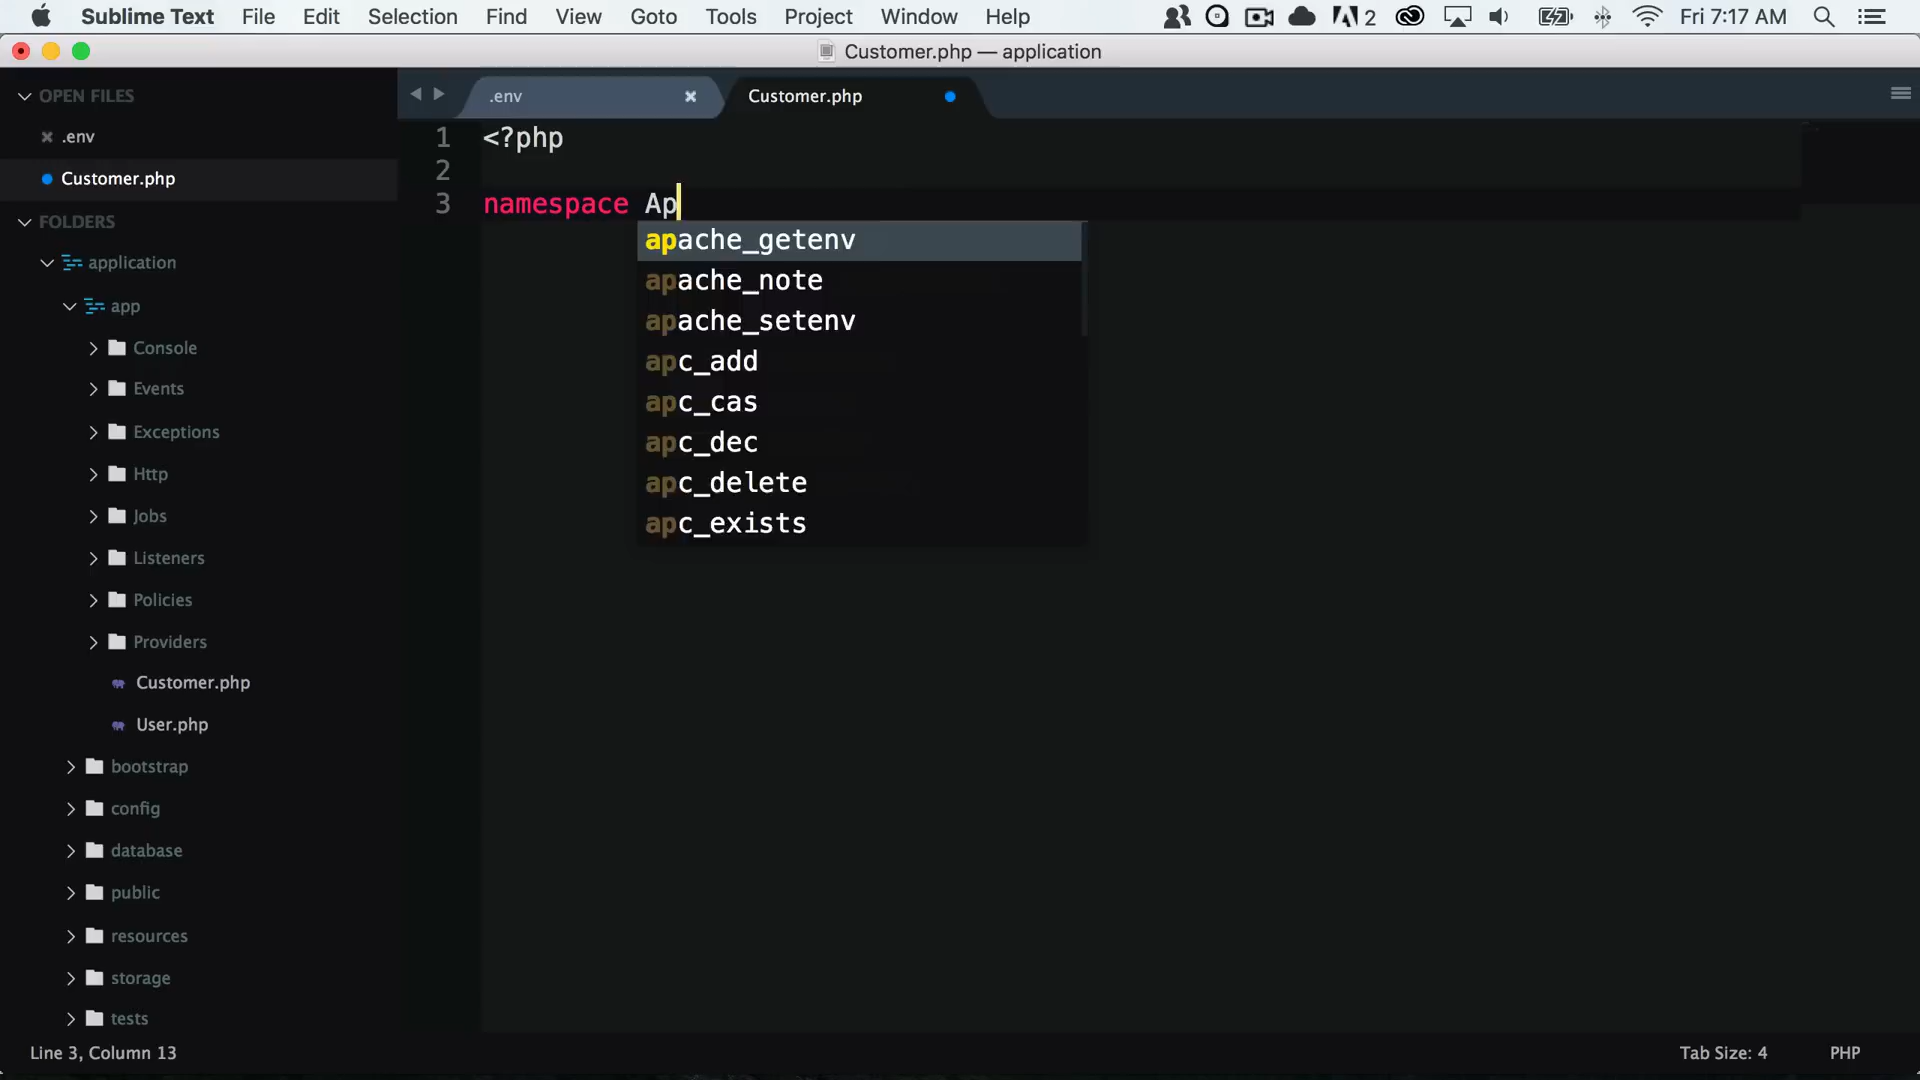 Sublime Text File Edit Selection Find View Goto Tools Project Window Help 2 Fri 7:17 AM
Customer.php — application
OPEN FILES
.env
Customer.php
FOLDERS
application
app
Console
Events
Exceptions
Http
Jobs
Listeners
Policies
Providers
Customer.php
User.php
bootstrap
config
database
public
resources
storage
tests
.env Customer.php
1 <?php
2
3 namespace Ap
apache_getenv
apache_note
apache_setenv
apc_add
apc_cas
apc_dec
apc_delete
apc_exists
Line 3, Column 13 Tab Size: 4 PHP